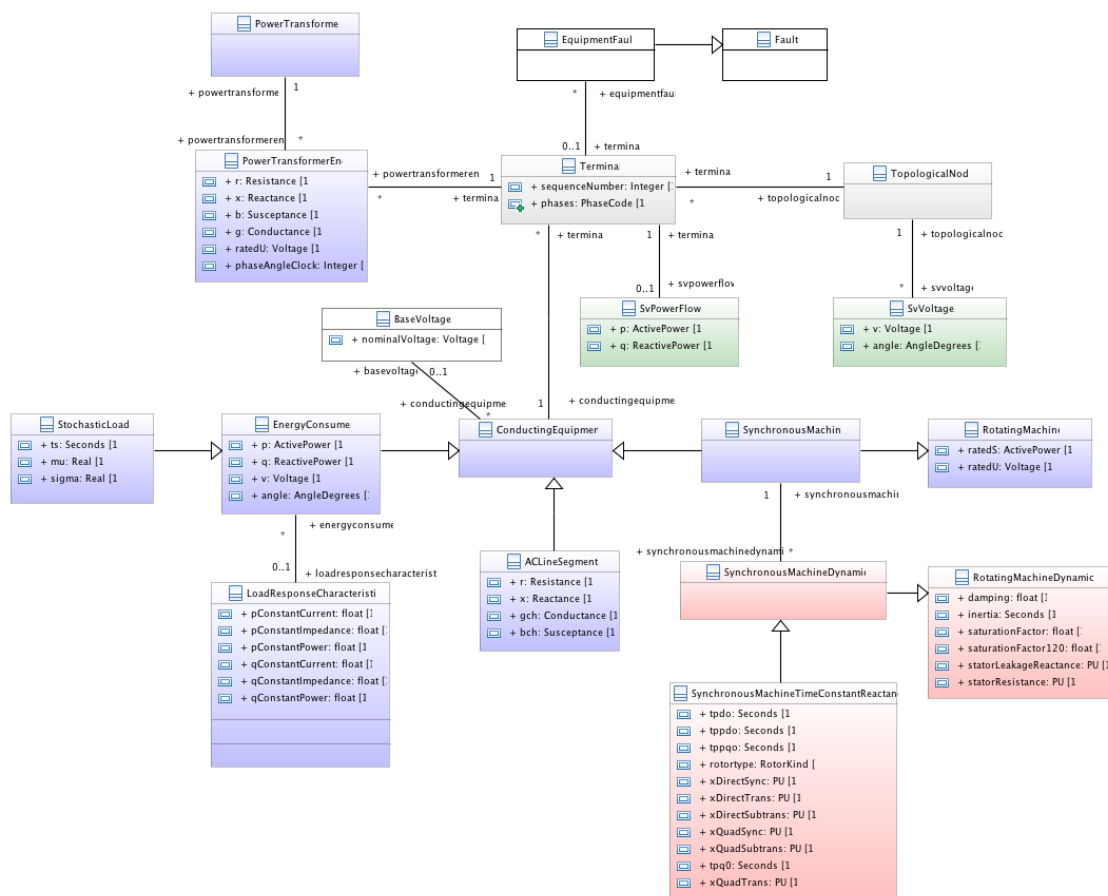 PowerTransforme
EquipmentFaul
Fault
+ powertransforme
1
*
+ equipmentfaul
+ powertransformeren
*
0..1
+ termina
PowerTransformerEn
+ r: Resistance [1
+ x: Reactance [1
+ b: Susceptance [1
+ g: Conductance [1
+ ratedU: Voltage [1
+ phaseAngleClock: Integer [
+ powertransformeren
1
*
+ termina
Termina
+ sequenceNumber: Integer [
+ phases: PhaseCode [1
+ termina
1
*
+ topologicalnoc
TopologicalNod
*
+ termina
1
+ termina
1
+ topologicalnoc
0..1
+ svpowerflov
*
+ svvoltage
SvPowerFlow
+ p: ActivePower [1
+ q: ReactivePower [1
SvVoltage
+ v: Voltage [1
+ angle: AngleDegrees [
BaseVoltage
+ nominalVoltage: Voltage [
+ basevoltage
0..1
+ conductingequipme
*
1
+ conductingequipme
StochasticLoad
+ ts: Seconds [1
+ mu: Real [1
+ sigma: Real [1
EnergyConsume
+ p: ActivePower [1
+ q: ReactivePower [1
+ v: Voltage [1
+ angle: AngleDegrees [
ConductingEquipmer
SynchronousMachin
RotatingMachine
+ ratedS: ActivePower [1
+ ratedU: Voltage [1
+ energyconsume
*
0..1
+ loadresponsecharacterist
1
+ synchronousmachin
+ synchronousmachinedynami
*
LoadResponseCharacteristi
+ pConstantCurrent: float [1
+ pConstantImpedance: float [
+ pConstantPower: float [1
+ qConstantCurrent: float [1
+ qConstantImpedance: float [
+ qConstantPower: float [1
ACLineSegment
+ r: Resistance [1
+ x: Reactance [1
+ gch: Conductance [1
+ bch: Susceptance [1
SynchronousMachineDynamic
RotatingMachineDynamic
+ damping: float [1
+ inertia: Seconds [1
+ saturationFactor: float [1
+ saturationFactor120: float [
+ statorLeakageReactance: PU [1
+ statorResistance: PU [1
SynchronousMachineTimeConstantReactan
+ tpdo: Seconds [1
+ tppdo: Seconds [1
+ tppqo: Seconds [1
+ rotortype: RotorKind [
+ xDirectSync: PU [1
+ xDirectTrans: PU [1
+ xDirectSubtrans: PU [1
+ xQuadSync: PU [1
+ xQuadSubtrans: PU [1
+ tpq0: Seconds [1
+ xQuadTrans: PU [1